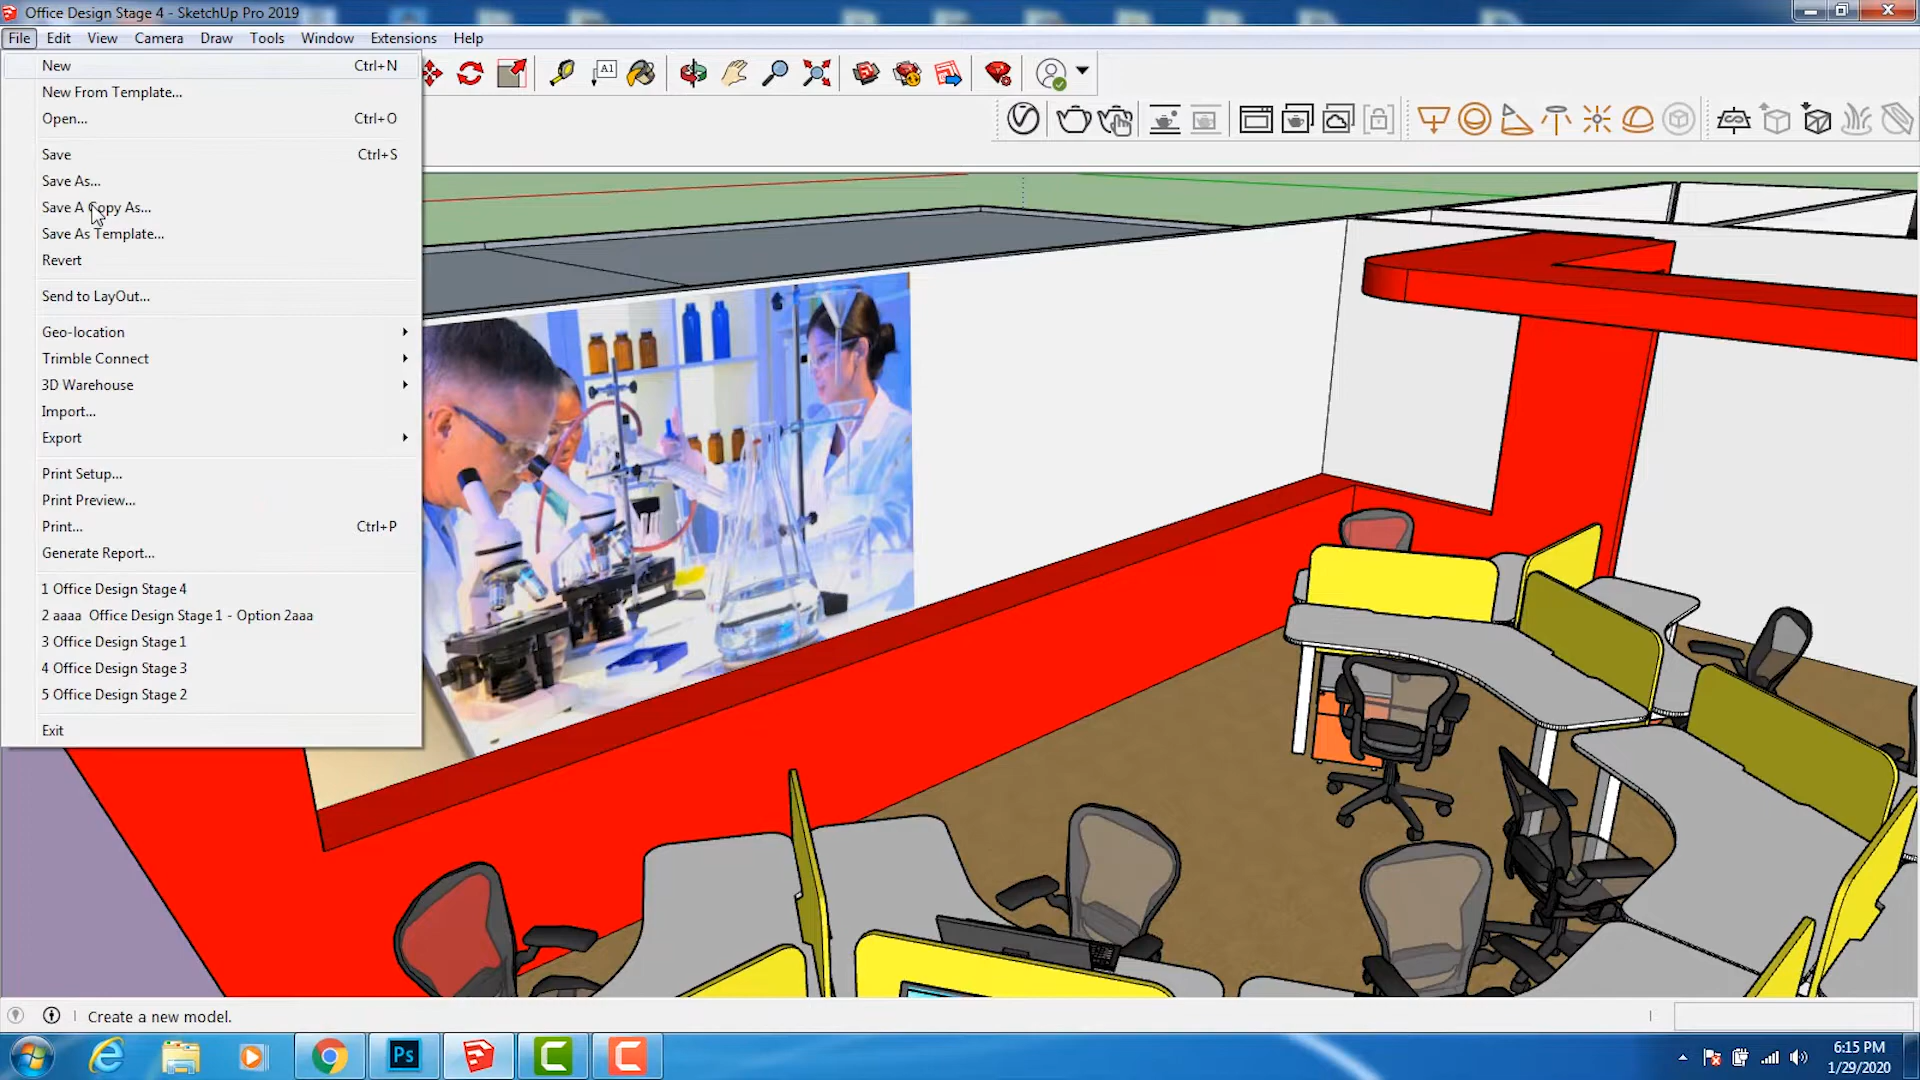 Office Design Stage 4 - SketchUp Pro 2019
File Edit View Camera Draw Tools Window Extensions Help
New Ctrl+N
New From Template...
Open... Ctrl+O
Save Ctrl+S
Save As...
Save A Copy As...
Save As Template...
Revert
Send to LayOut...
Geo-location
Trimble Connect
3D Warehouse
Import...
Export
Print Setup...
Print Preview...
Print... Ctrl+P
Generate Report...
1 Office Design Stage 4
2 aaaa Office Design Stage 1 - Option 2aaa
3 Office Design Stage 1
4 Office Design Stage 3
5 Office Design Stage 2
Exit
A1
Create a new model.
Ps
6:15 PM
1/29/2020